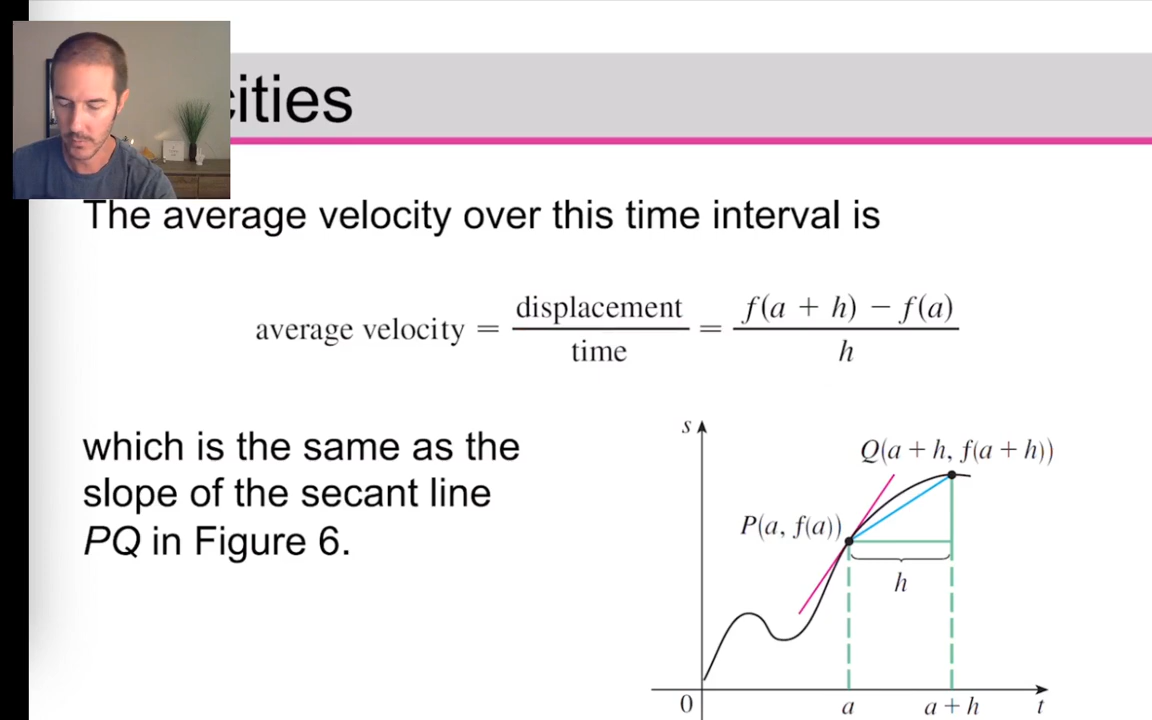 cities
The average velocity over this time interval is
average velocity = displacement / time = f(a + h) − f(a) / h
which is the same as the
slope of the secant line
PQ in Figure 6.
s
Q(a + h, f(a + h))
P(a, f(a))
h
0
a
a + h
t